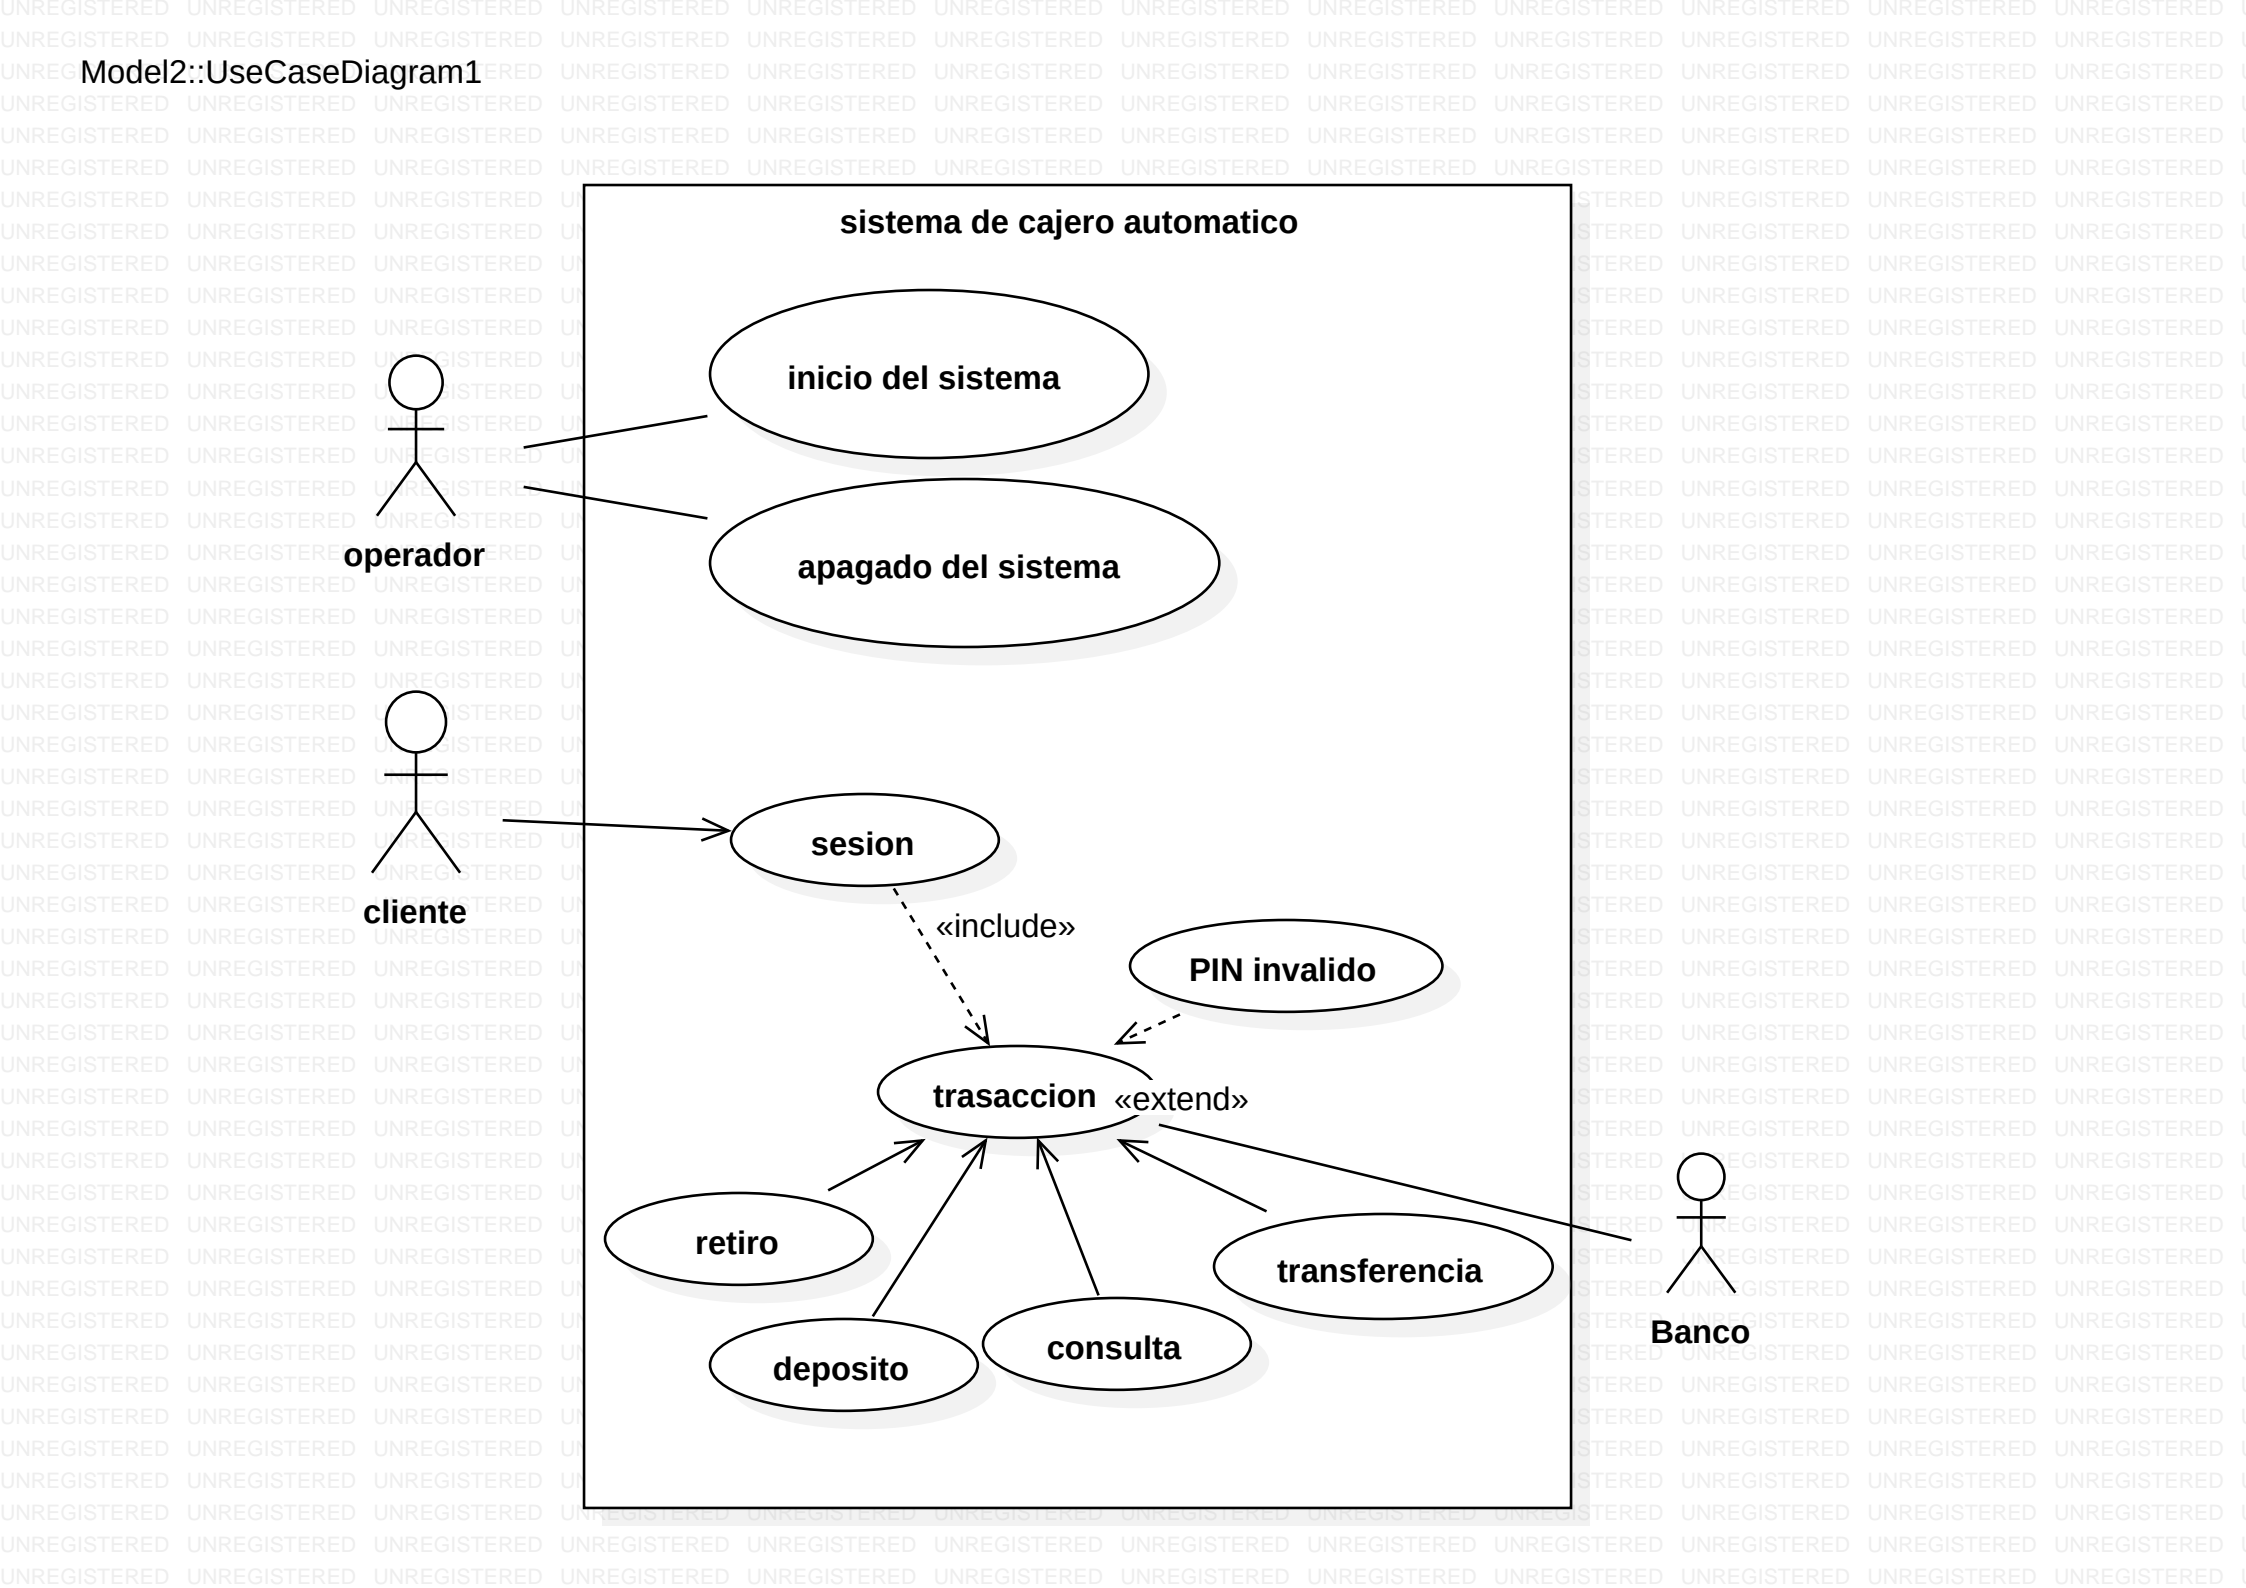 Model2::UseCaseDiagram1
sistema de cajero automatico
inicio del sistema
operador
apagado del sistema
sesion
cliente
«include»
PIN invalido
trasaccion
«extend»
retiro
transferencia
Banco
consulta
deposito
UNREGISTERED